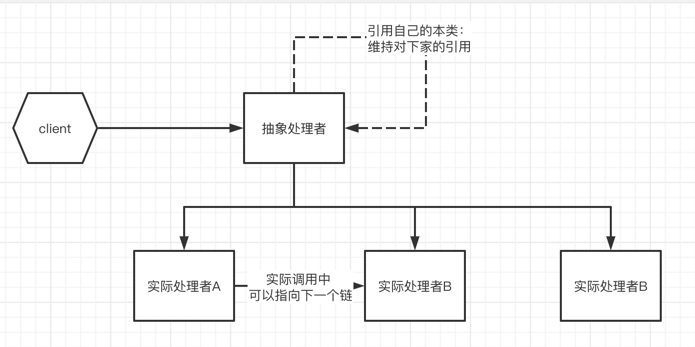 引用自己的本类：
维持对下家的引用
client
抽象处理者
实际处理者A
实际调用中
可以指向下一个链
实际处理者B
实际处理者B